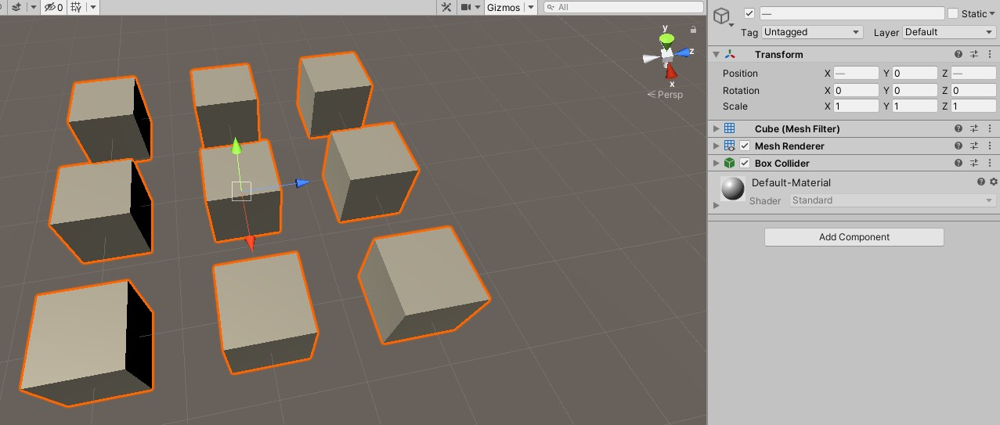 0 Gizmos All
y
z
x
Persp
— Static
Tag Untagged Layer Default
Transform
Position X — Y 0 Z —
Rotation X 0 Y 0 Z 0
Scale X 1 Y 1 Z 1
Cube (Mesh Filter)
Mesh Renderer
Box Collider
Default-Material
Shader Standard
Add Component